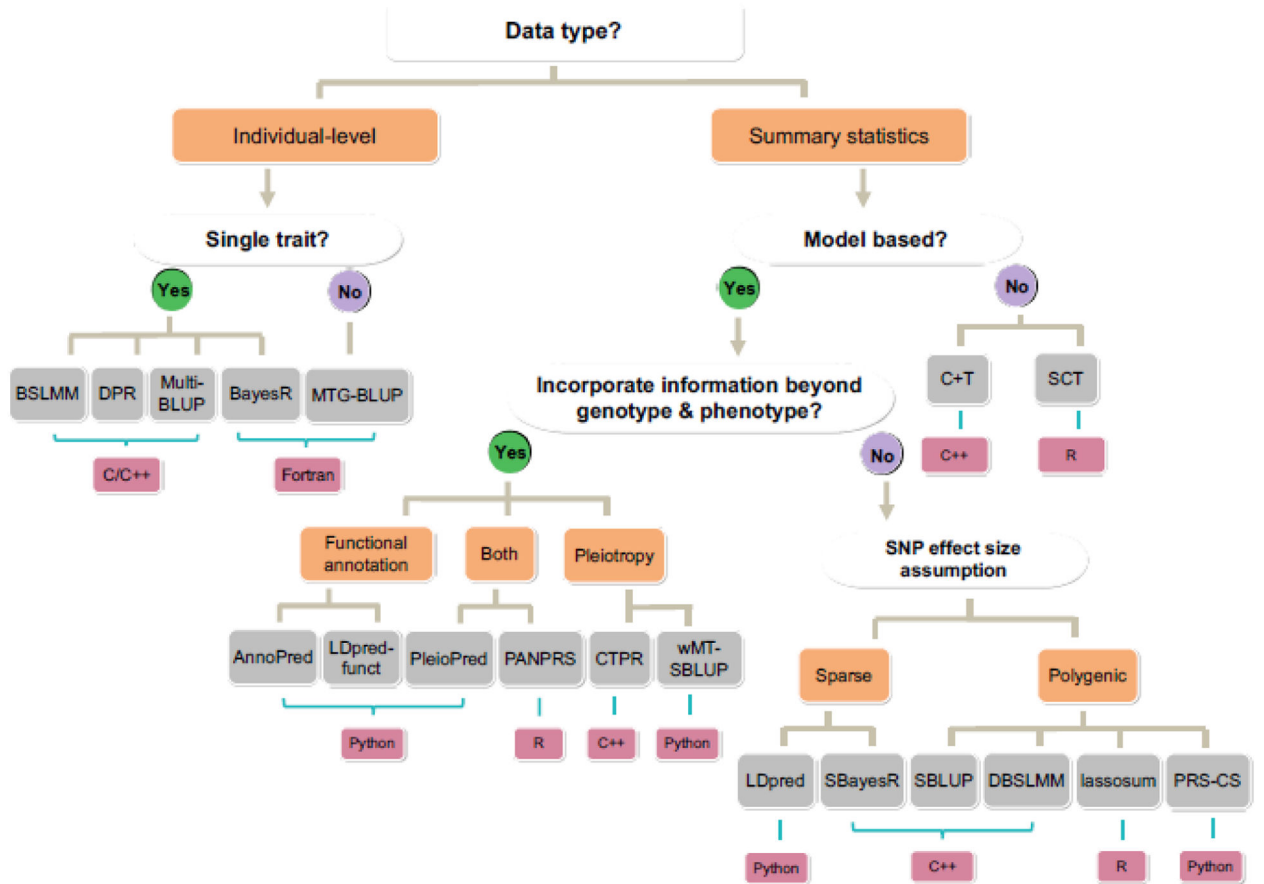 Data type?
Individual-level
Summary statistics
Single trait?
Model based?
Yes
No
Yes
No
BSLMM
DPR
Multi-
BLUP
BayesR
MTG-BLUP
Incorporate information beyond
genotype & phenotype?
C+T
SCT
C/C++
Fortran
Yes
No
C++
R
Functional
annotation
Both
Pleiotropy
SNP effect size
assumption
AnnoPred
LDpred-
funct
PleioPred
PANPRS
CTPR
wMT-
SBLUP
Sparse
Polygenic
Python
R
C++
Python
LDpred
SBayesR
SBLUP
DBSLMM
lassosum
PRS-CS
Python
C++
R
Python